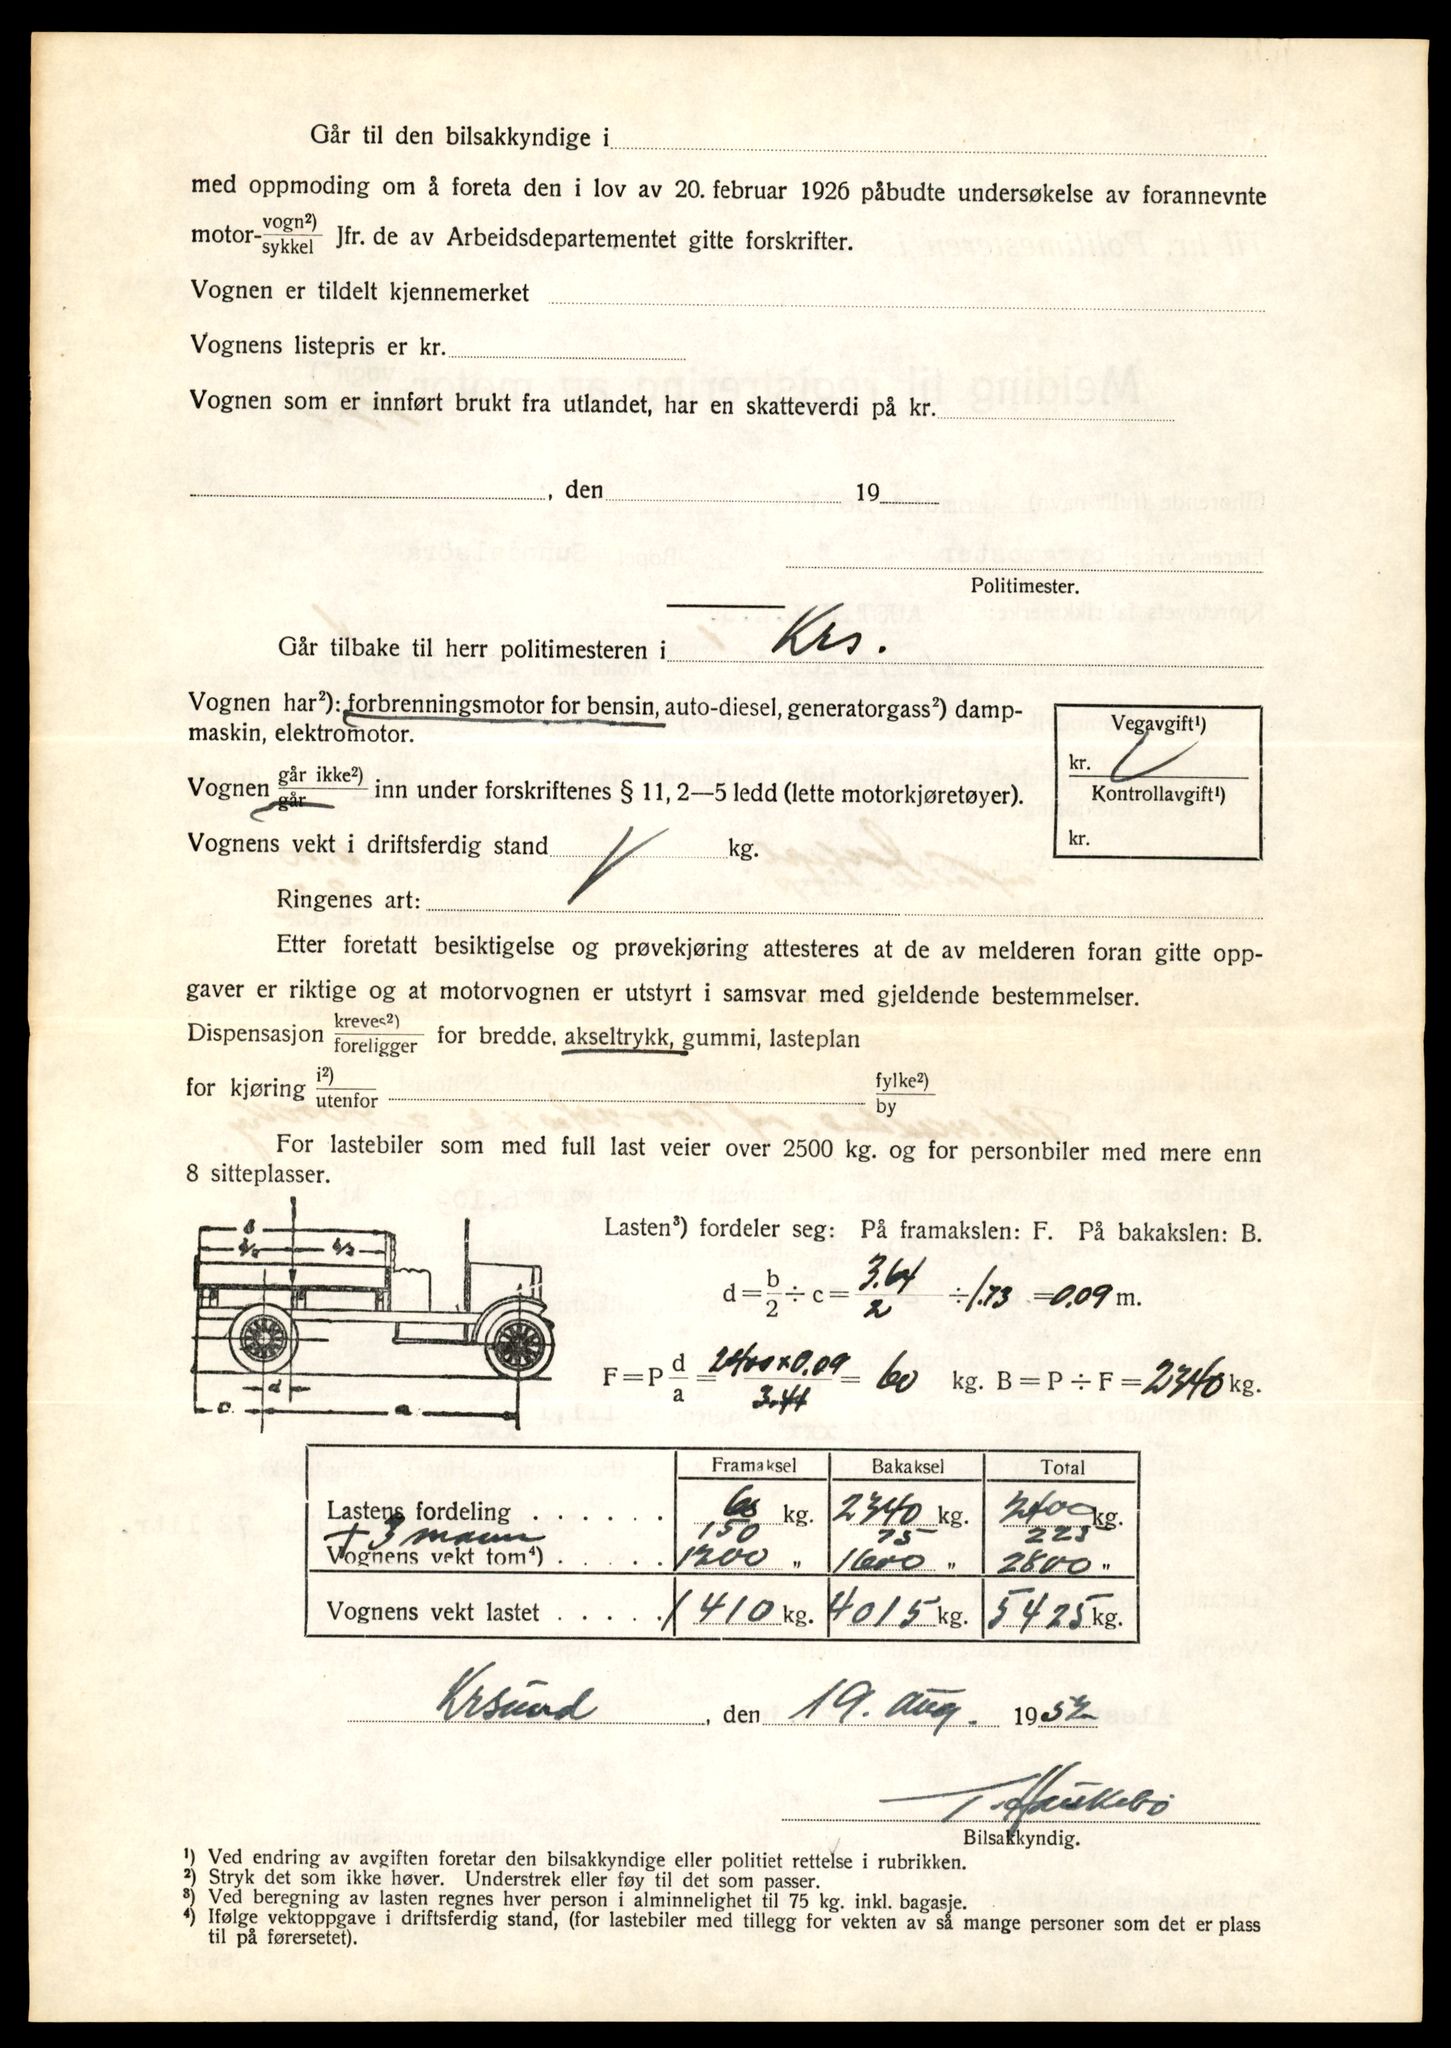 Går til den bilsakkyndige i
med oppmoding om å foreta den i lov av 20. februar 1926 påbudte undersøkelse av forannevnte
motor-vogn²)/sykkel Jfr. de av Arbeidsdepartementet gitte forskrifter.
Vognen er tildelt kjennemerket
Vognens listepris er kr.
Vognen som er innført brukt fra utlandet, har en skatteverdi på kr.
, den 19
Politimester.
Går tilbake til herr politimesteren i Krs.
Vognen har²): forbrenningsmotor for bensin, auto-diesel, generatorgass²) damp-
maskin, elektromotor.
Vegavgift¹)
kr.
Kontrollavgift¹)
kr.
Vognen går ikke²)/går inn under forskriftenes § 11, 2—5 ledd (lette motorkjøretøyer).
Vognens vekt i driftsferdig stand kg.
Ringenes art:
Etter foretatt besiktigelse og prøvekjøring attesteres at de av melderen foran gitte opp-
gaver er riktige og at motorvognen er utstyrt i samsvar med gjeldende bestemmelser.
Dispensasjon kreves²)/foreligger for bredde, akseltrykk, gummi, lasteplan
for kjøring i²)/utenfor fylke²)/by
For lastebiler som med full last veier over 2500 kg. og for personbiler med mere enn
8 sitteplasser.
b
b/2 b/2
d
c a
Lasten³) fordeler seg: På framakslen: F. På bakakslen: B.
d = b/2 ÷ c = 3.64/2 ÷ 1.73 = 0.09 m.
F = P d/a = 2400 x 0.09/3.41 = 60 kg. B = P ÷ F = 2340 kg.
Framaksel Bakaksel Total
Lastens fordeling . . . . . . 60 kg. 2340 kg. 2400 kg.
+ 3 mann 150 75 225
Vognens vekt tom⁴) . . . . . 1200 „ 1600 „ 2800 „
Vognens vekt lastet . . . . . 1410 kg. 4015 kg. 5425 kg.
Krsund, den 19. aug. 1952
Bilsakkyndig.
¹) Ved endring av avgiften foretar den bilsakkyndige eller politiet rettelse i rubrikken.
²) Stryk det som ikke høver. Understrek eller føy til det som passer.
³) Ved beregning av lasten regnes hver person i alminnelighet til 75 kg. inkl. bagasje.
⁴) Ifølge vektoppgave i driftsferdig stand, (for lastebiler med tillegg for vekten av så mange personer som det er plass
til på førersetet).